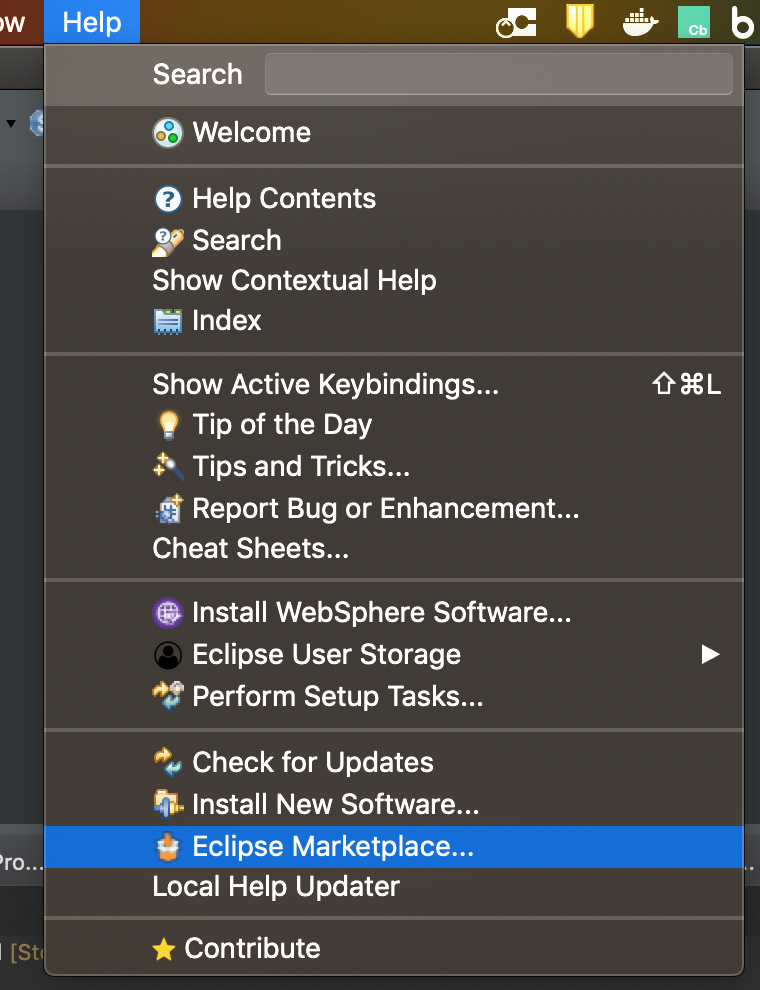 ow Help Cb b
Search
Welcome
Help Contents
Search
Show Contextual Help
Index
Show Active Keybindings... ⇧⌘L
Tip of the Day
Tips and Tricks...
Report Bug or Enhancement...
Cheat Sheets...
Install WebSphere Software...
Eclipse User Storage
Perform Setup Tasks...
Check for Updates
Install New Software...
Eclipse Marketplace...
Pro...
Local Help Updater
Contribute
[St